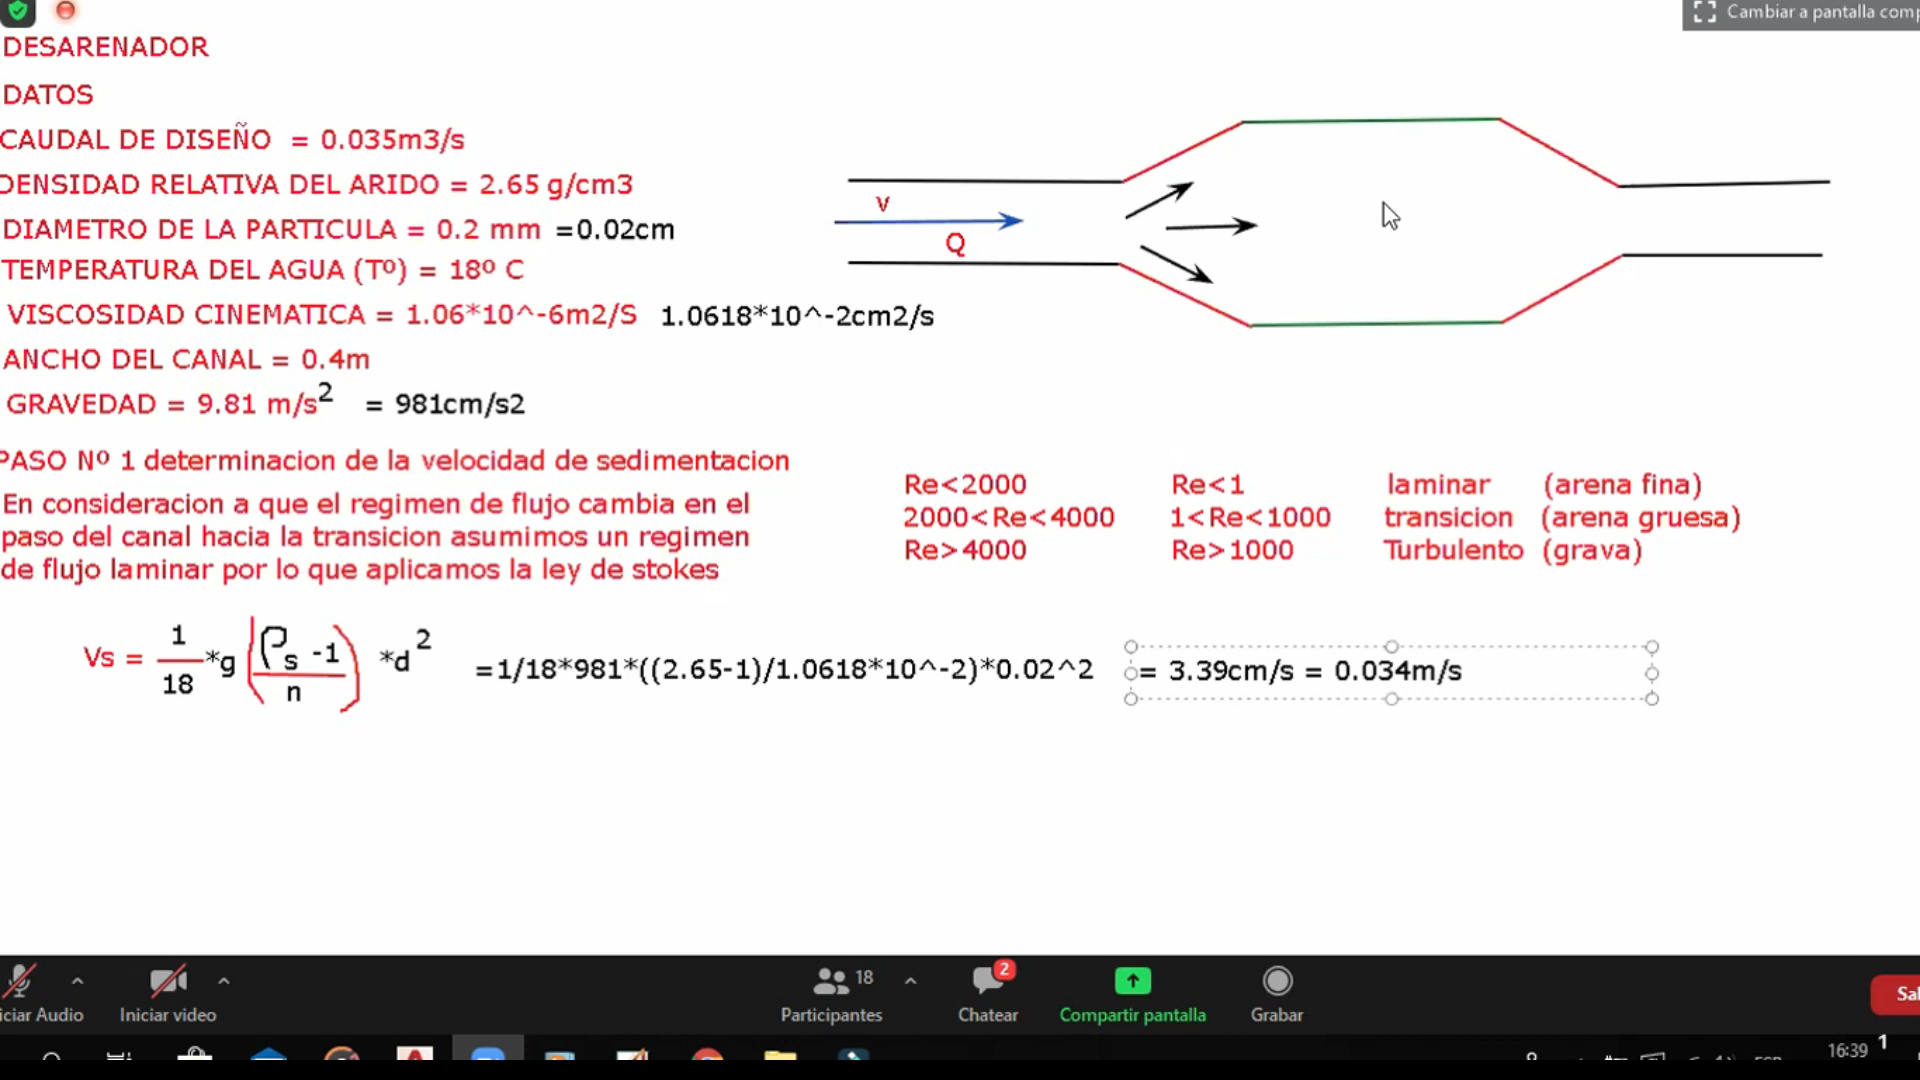 Cambiar a pantalla comp
DESARENADOR
DATOS
CAUDAL DE DISEÑO = 0.035m3/s
DENSIDAD RELATIVA DEL ARIDO = 2.65 g/cm3
DIAMETRO DE LA PARTICULA = 0.2 mm =0.02cm
TEMPERATURA DEL AGUA (Tº) = 18º C
VISCOSIDAD CINEMATICA = 1.06*10^-6m2/S 1.0618*10^-2cm2/s
ANCHO DEL CANAL = 0.4m
GRAVEDAD = 9.81 m/s2 = 981cm/s2
v
Q
PASO Nº 1 determinacion de la velocidad de sedimentacion
En consideracion a que el regimen de flujo cambia en el
paso del canal hacia la transicion asumimos un regimen
de flujo laminar por lo que aplicamos la ley de stokes
Re<2000 Re<1 laminar (arena fina)
2000<Re<4000 1<Re<1000 transicion (arena gruesa)
Re>4000 Re>1000 Turbulento (grava)
Vs = 1/18 *g (ρs -1 / n) *d 2 =1/18*981*((2.65-1)/1.0618*10^-2)*0.02^2 = 3.39cm/s = 0.034m/s
iciar Audio
Iniciar video
18
Participantes
2
Chatear
Compartir pantalla
Grabar
Sal
16:39
1